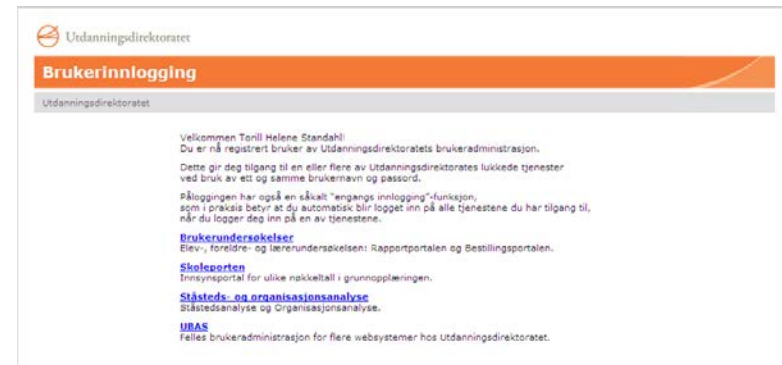 Utdanningsdirektoratet
Brukerinnlogging
Utdanningsdirektoratet
Velkommen Torill Helene Standahl!
Du er nå registrert bruker av Utdanningsdirektoratets brukeradministrasjon.
Dette gir deg tilgang til en eller flere av Utdanningsdirektorates lukkede tjenester
ved bruk av ett og samme brukernavn og passord.
Påloggingen har også en såkalt "engangs innlogging"-funksjon,
som i praksis betyr at du automatisk blir logget inn på alle tjenestene du har tilgang til,
når du logger deg inn på en av tjenestene.
Brukerundersøkelser
Elev-, foreldre- og lærerundersøkelsen: Rapportportalen og Bestillingsportalen.
Skoleporten
Innsynsportal for ulike nøkkeltall i grunnopplæringen.
Ståsteds- og organisasjonsanalyse
Ståstedsanalyse og Organisasjonsanalyse.
UBAS
Felles brukeradministrasjon for flere websystemer hos Utdanningsdirektoratet.